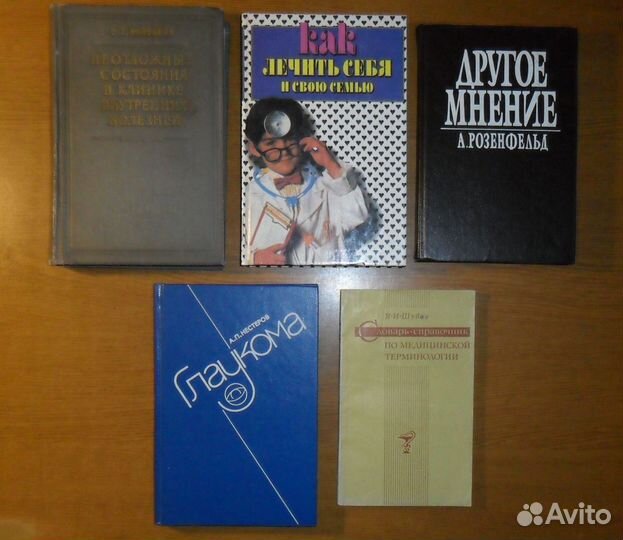 НЕОТЛОЖНЫЕ
СОСТОЯНИЯ
В КЛИНИКЕ
ВНУТРЕННИХ
БОЛЕЗНЕЙ
как
ЛЕЧИТЬ СЕБЯ
И СВОЮ СЕМЬЮ
ДРУГОЕ
МНЕНИЕ
А. РОЗЕНФЕЛЬД
А.П. НЕСТЕРОВ
Глаукома
Я·И·Шубов
Словарь-справочник
ПО МЕДИЦИНСКОЙ
ТЕРМИНОЛОГИИ
Avito